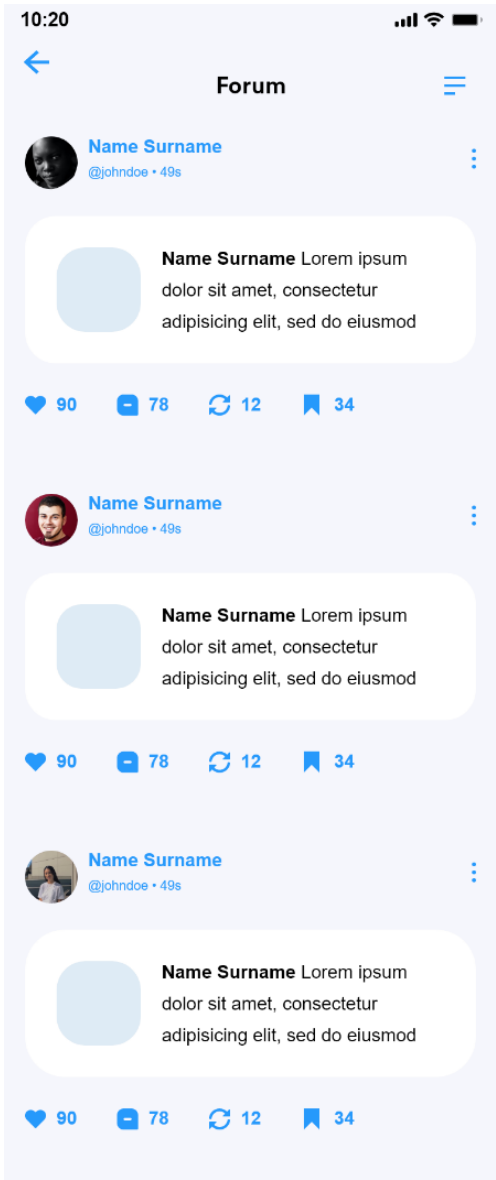 10:20
Forum
Name Surname
@johndoe • 49s
Name Surname Lorem ipsum
dolor sit amet, consectetur
adipisicing elit, sed do eiusmod
90 78 12 34
Name Surname
@johndoe • 49s
Name Surname Lorem ipsum
dolor sit amet, consectetur
adipisicing elit, sed do eiusmod
90 78 12 34
Name Surname
@johndoe • 49s
Name Surname Lorem ipsum
dolor sit amet, consectetur
adipisicing elit, sed do eiusmod
90 78 12 34